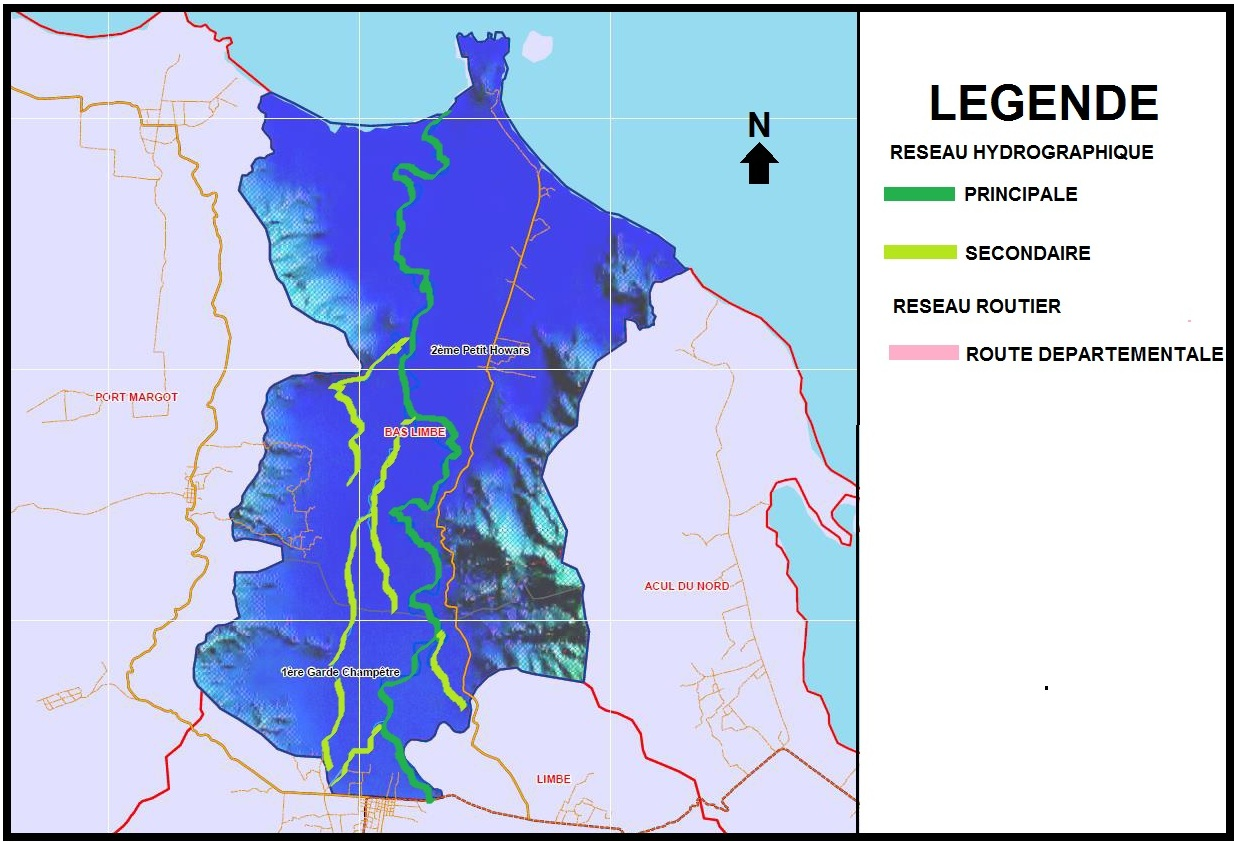 N
2ème Petit Howars
PORT MARGOT
BAS LIMBE
ACUL DU NORD
1ère Garde Champêtre
LIMBE
LEGENDE
RESEAU HYDROGRAPHIQUE
PRINCIPALE
SECONDAIRE
RESEAU ROUTIER
ROUTE DEPARTEMENTALE